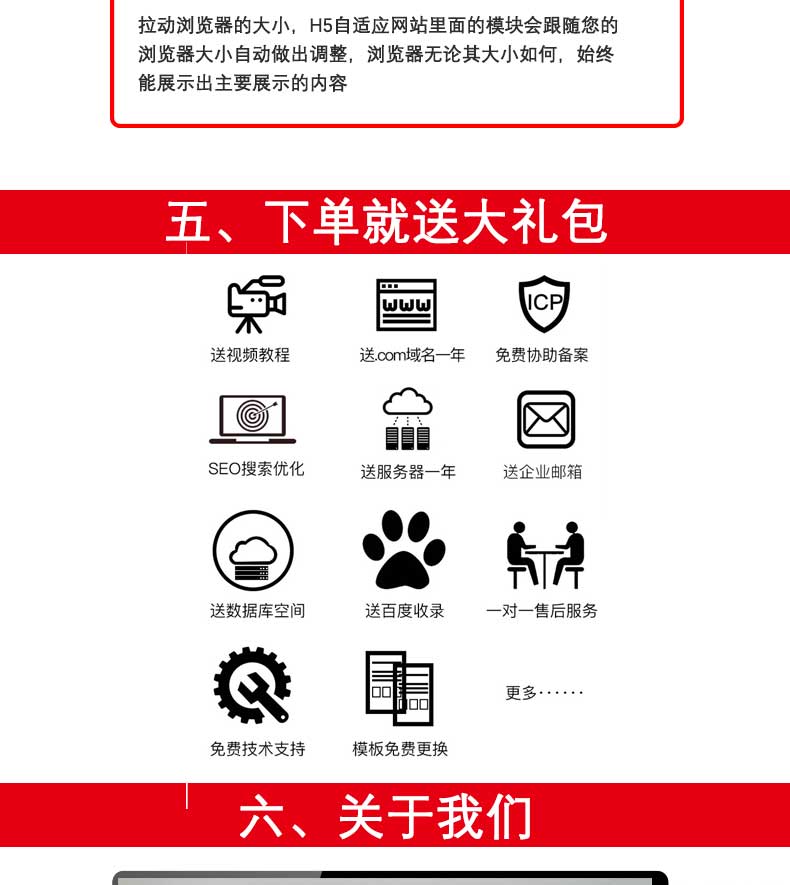 拉动浏览器的大小，H5自适应网站里面的模块会跟随您的
浏览器大小自动做出调整，浏览器无论其大小如何，始终
能展示出主要展示的内容
五、下单就送大礼包
www
ICP
送视频教程
送.com域名一年
免费协助备案
SEO搜索优化
送服务器一年
送企业邮箱
送数据库空间
送百度收录
一对一售后服务
更多······
免费技术支持
模板免费更换
六、关于我们